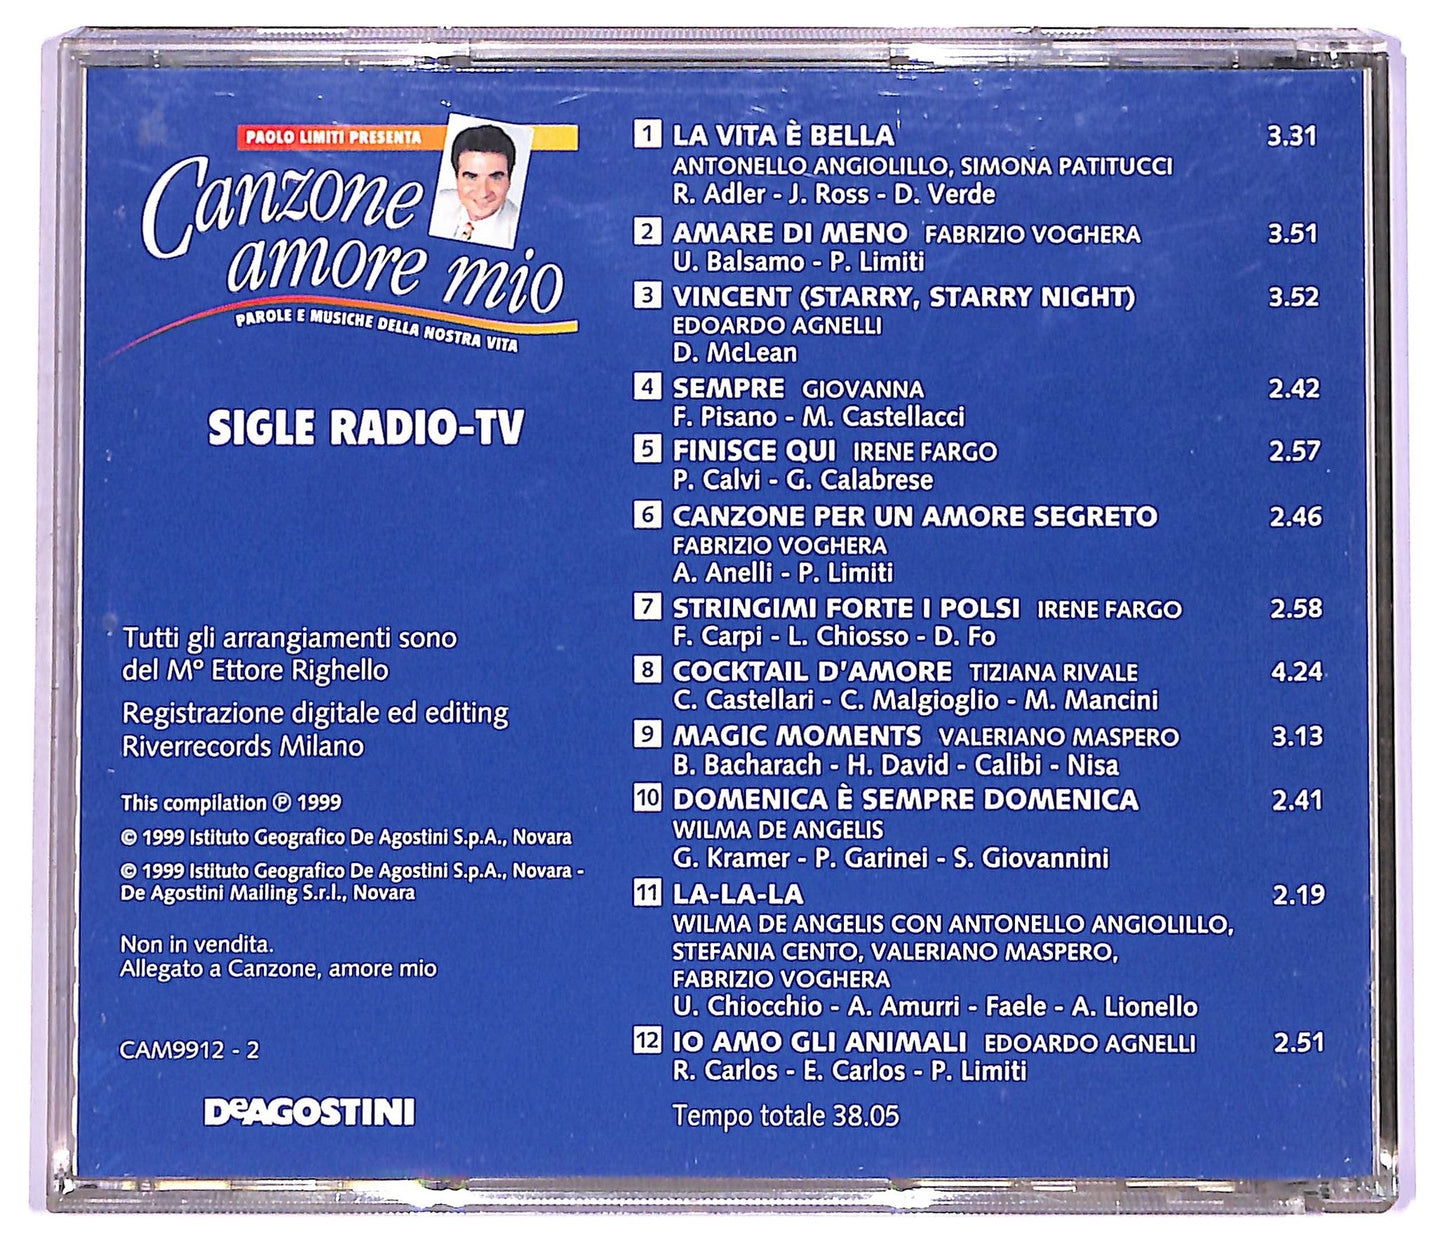 PAOLO LIMITI PRESENTA
Canzone
amore mio
PAROLE E MUSICHE DELLA NOSTRA VITA
SIGLE RADIO-TV
Tutti gli arrangiamenti sono
del Mº Ettore Righello
Registrazione digitale ed editing
Riverrecords Milano
This compilation ℗ 1999
© 1999 Istituto Geografico De Agostini S.p.A., Novara
© 1999 Istituto Geografico De Agostini S.p.A., Novara -
De Agostini Mailing S.r.l., Novara
Non in vendita.
Allegato a Canzone, amore mio
CAM9912 - 2
DeAGOSTINI
1 LA VITA È BELLA 3.31
ANTONELLO ANGIOLILLO, SIMONA PATITUCCI
R. Adler - J. Ross - D. Verde
2 AMARE DI MENO FABRIZIO VOGHERA 3.51
U. Balsamo - P. Limiti
3 VINCENT (STARRY, STARRY NIGHT) 3.52
EDOARDO AGNELLI
D. McLean
4 SEMPRE GIOVANNA 2.42
F. Pisano - M. Castellacci
5 FINISCE QUI IRENE FARGO 2.57
P. Calvi - G. Calabrese
6 CANZONE PER UN AMORE SEGRETO 2.46
FABRIZIO VOGHERA
A. Anelli - P. Limiti
7 STRINGIMI FORTE I POLSI IRENE FARGO 2.58
F. Carpi - L. Chiosso - D. Fo
8 COCKTAIL D'AMORE TIZIANA RIVALE 4.24
C. Castellari - C. Malgioglio - M. Mancini
9 MAGIC MOMENTS VALERIANO MASPERO 3.13
B. Bacharach - H. David - Calibi - Nisa
10 DOMENICA È SEMPRE DOMENICA 2.41
WILMA DE ANGELIS
G. Kramer - P. Garinei - S. Giovannini
11 LA-LA-LA 2.19
WILMA DE ANGELIS CON ANTONELLO ANGIOLILLO,
STEFANIA CENTO, VALERIANO MASPERO,
FABRIZIO VOGHERA
U. Chiocchio - A. Amurri - Faele - A. Lionello
12 IO AMO GLI ANIMALI EDOARDO AGNELLI 2.51
R. Carlos - E. Carlos - P. Limiti
Tempo totale 38.05